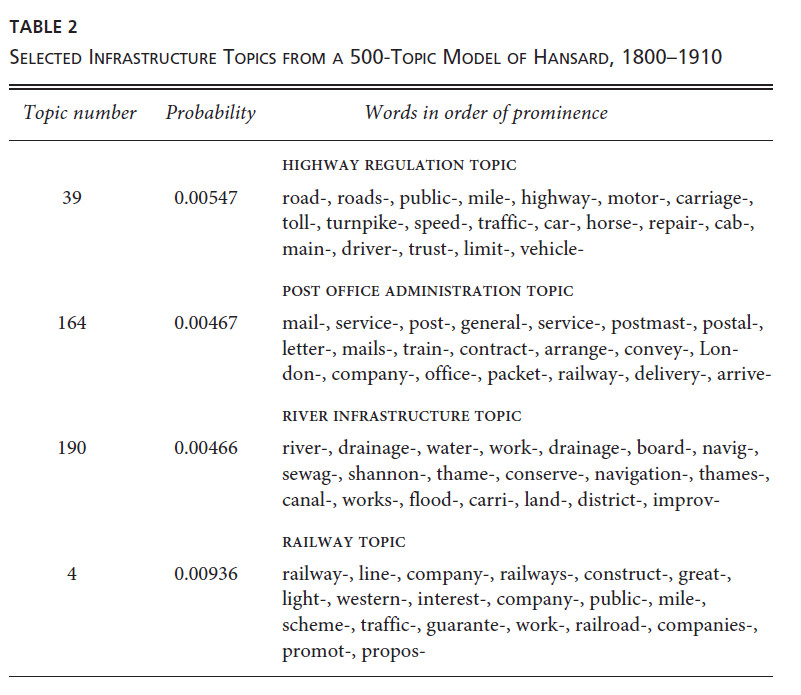 TABLE 2
SELECTED INFRASTRUCTURE TOPICS FROM A 500-TOPIC MODEL OF HANSARD, 1800–1910
Topic number Probability Words in order of prominence
HIGHWAY REGULATION TOPIC
39 0.00547 road-, roads-, public-, mile-, highway-, motor-, carriage-,
toll-, turnpike-, speed-, traffic-, car-, horse-, repair-, cab-,
main-, driver-, trust-, limit-, vehicle-
POST OFFICE ADMINISTRATION TOPIC
164 0.00467 mail-, service-, post-, general-, service-, postmast-, postal-,
letter-, mails-, train-, contract-, arrange-, convey-, Lon-
don-, company-, office-, packet-, railway-, delivery-, arrive-
RIVER INFRASTRUCTURE TOPIC
190 0.00466 river-, drainage-, water-, work-, drainage-, board-, navig-,
sewag-, shannon-, thame-, conserve-, navigation-, thames-,
canal-, works-, flood-, carri-, land-, district-, improv-
RAILWAY TOPIC
4 0.00936 railway-, line-, company-, railways-, construct-, great-,
light-, western-, interest-, company-, public-, mile-,
scheme-, traffic-, guarante-, work-, railroad-, companies-,
promot-, propos-